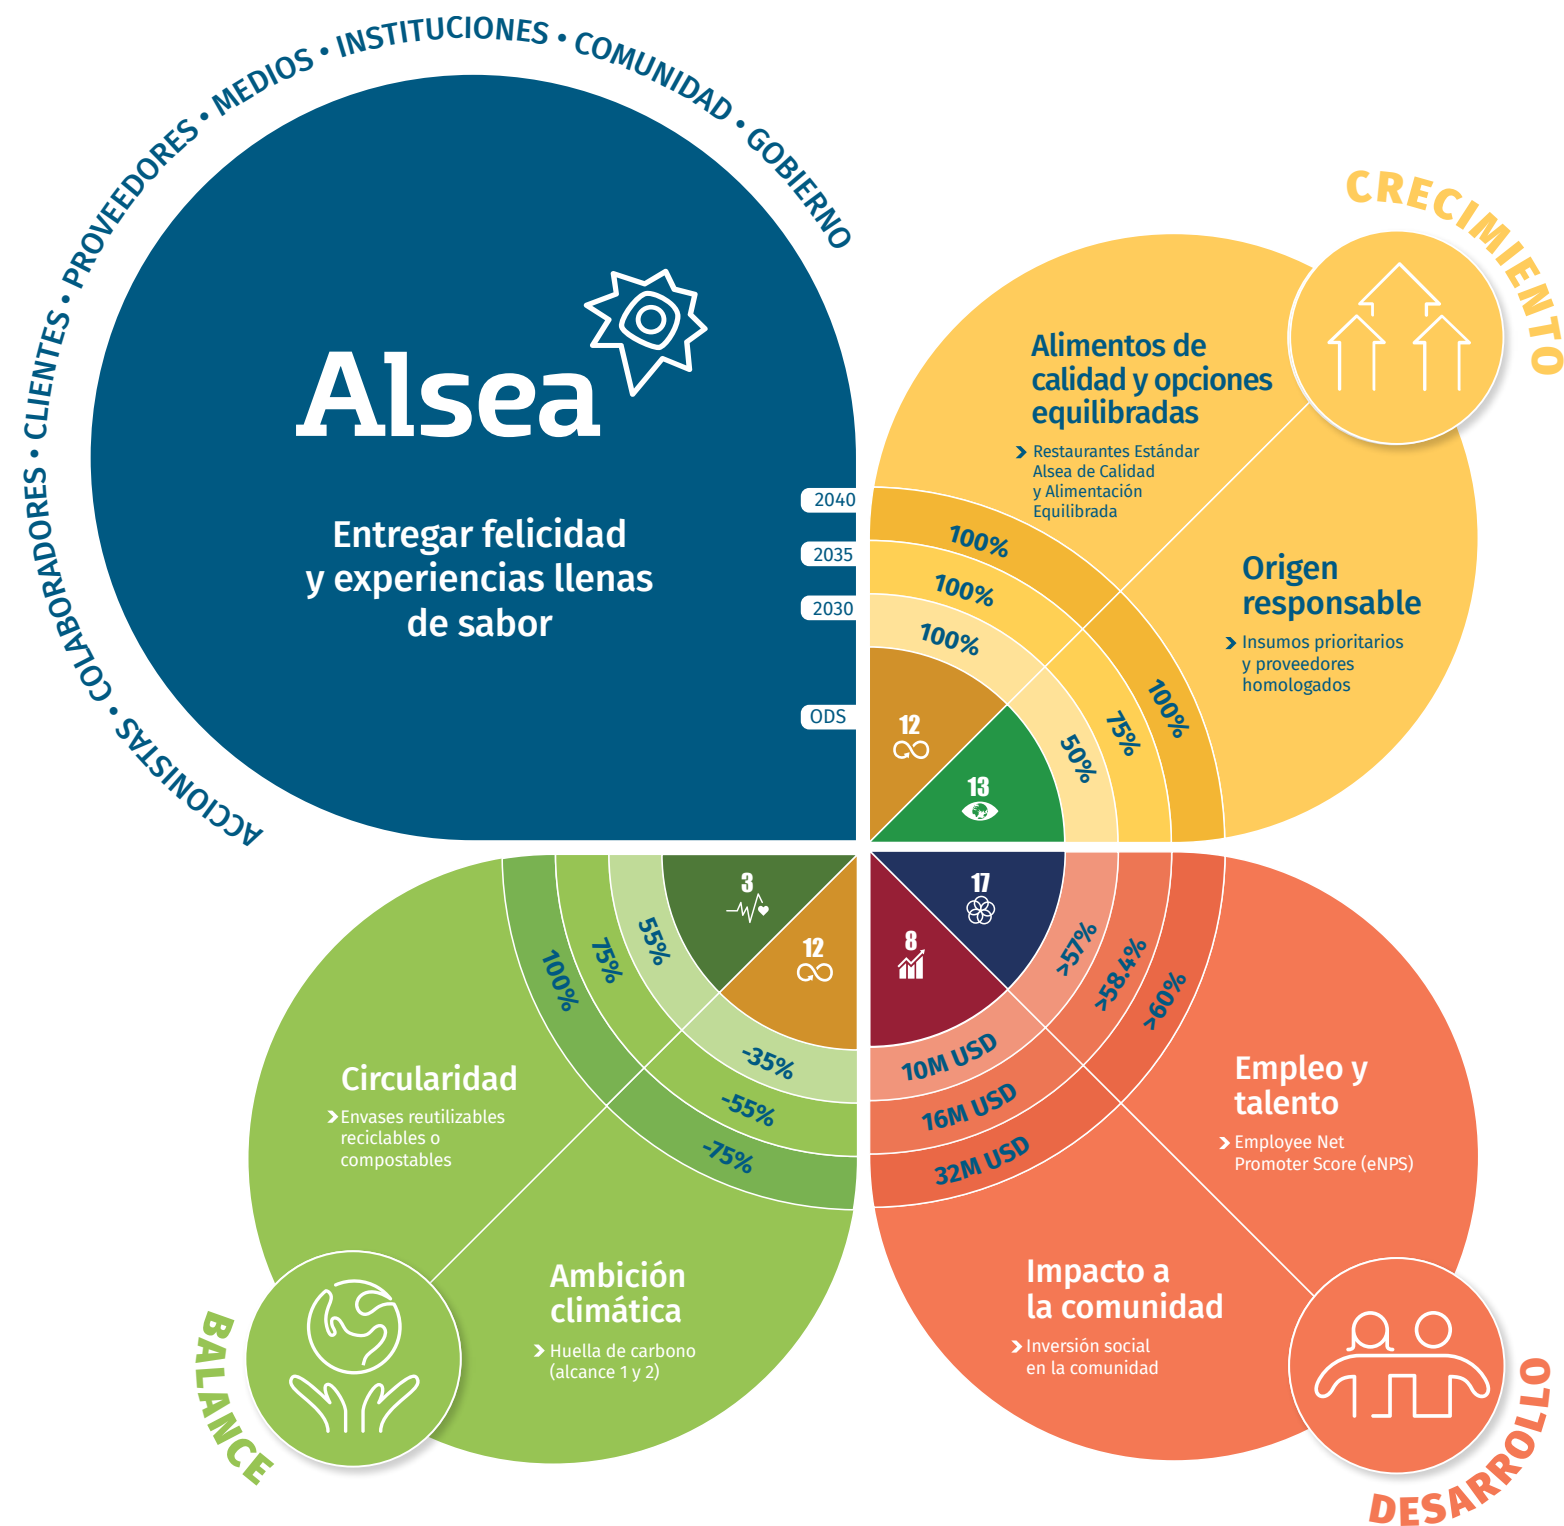 ACCIONISTAS • COLABORADORES • CLIENTES • PROVEEDORES • MEDIOS • INSTITUCIONES • COMUNIDAD • GOBIERNO
Alsea
Entregar felicidad
y experiencias llenas
de sabor
2040
2035
2030
ODS
CRECIMIENTO
Alimentos de
calidad y opciones
equilibradas
Restaurantes Estándar
Alsea de Calidad
y Alimentación
Equilibrada
100%
100%
100%
12
Origen
responsable
Insumos prioritarios
y proveedores
homologados
100%
75%
50%
13
3
55%
75%
100%
Circularidad
Envases reutilizables
reciclables o
compostables
12
-35%
-55%
-75%
Ambición
climática
Huella de carbono
(alcance 1 y 2)
BALANCE
17
>57%
>58.4%
>60%
Empleo y
talento
Employee Net
Promoter Score (eNPS)
8
10M USD
16M USD
32M USD
Impacto a
la comunidad
Inversión social
en la comunidad
DESARROLLO